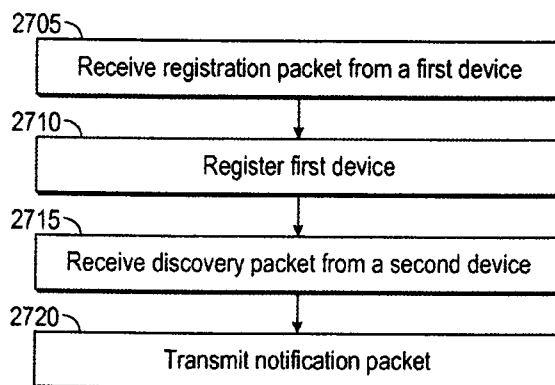 2705
Receive registration packet from a first device
2710
Register first device
2715
Receive discovery packet from a second device
2720
Transmit notification packet